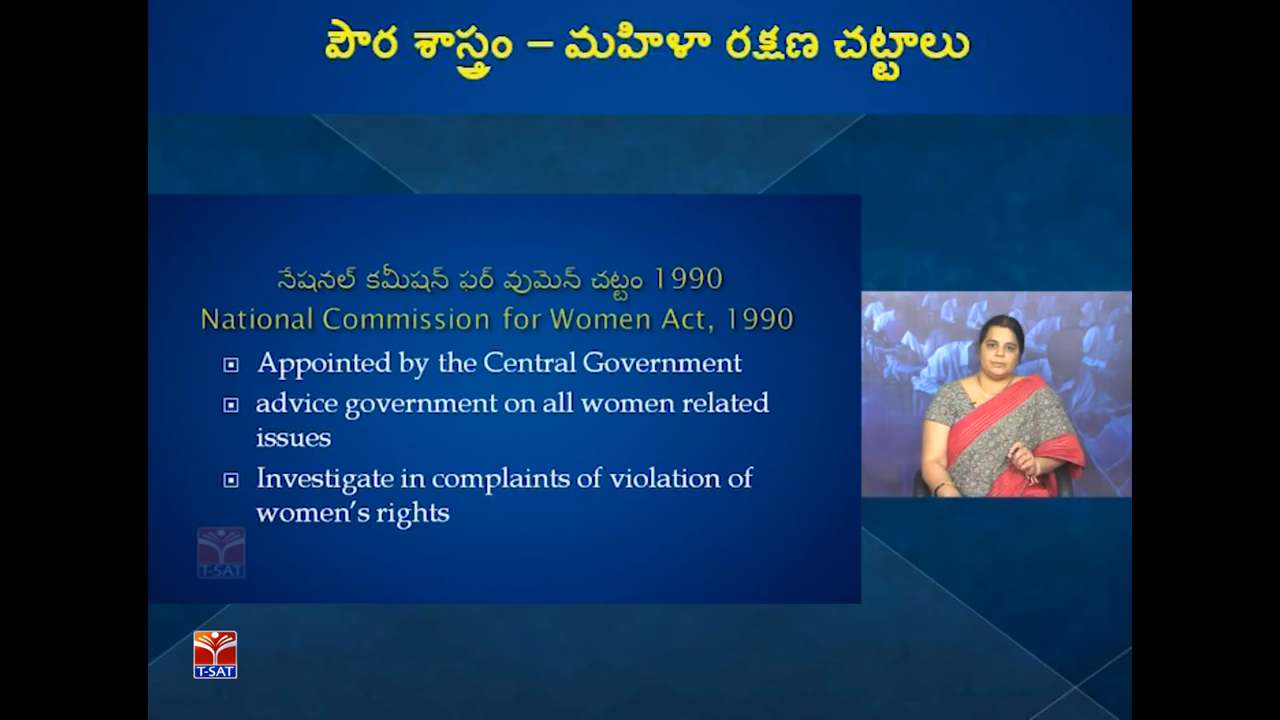 పౌర శాస్త్రం – మహిళా రక్షణ చట్టాలు
నేషనల్ కమీషన్ ఫర్ వుమెన్ చట్టం 1990
National Commission for Women Act, 1990
Appointed by the Central Government
advice government on all women related
issues
Investigate in complaints of violation of
women's rights
T-SAT
T-SAT